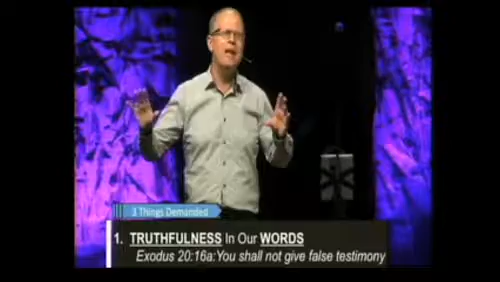 3 Things Demanded
1. TRUTHFULNESS In Our WORDS
Exodus 20:16a:You shall not give false testimony